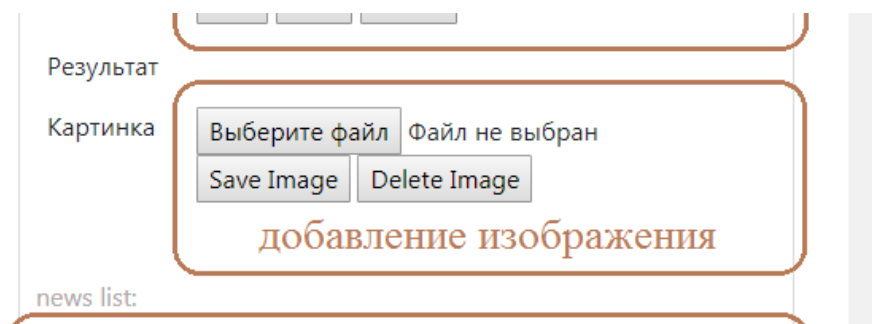 Результат
Картинка
Выберите файл Файл не выбран
Save Image Delete Image
добавление изображения
news list: